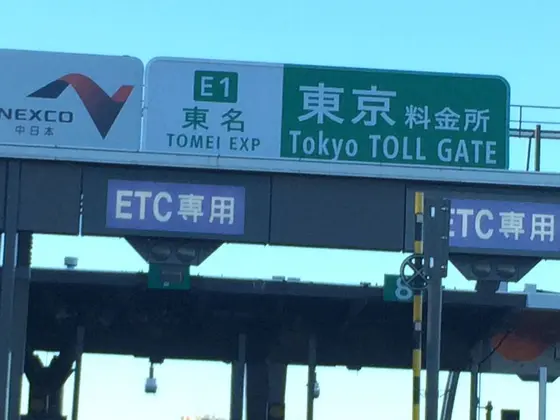 NEXCO
中日本
E1
東名
TOMEI EXP
東京 料金所
Tokyo TOLL GATE
ETC専用
ETC専用
8